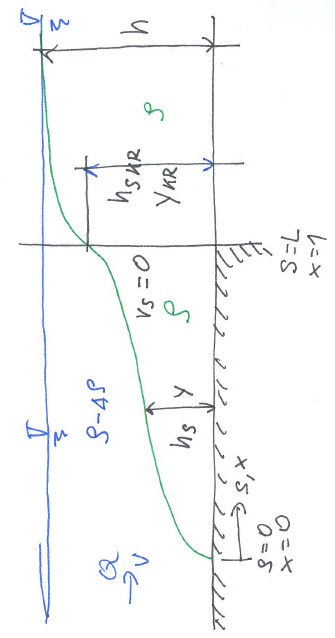 Q
v
ρ-Δρ
ρ
ρ
v_s=0
h_s y
h_sKR
y_KR
h
s,x
s=0
x=0
s=L
x=1